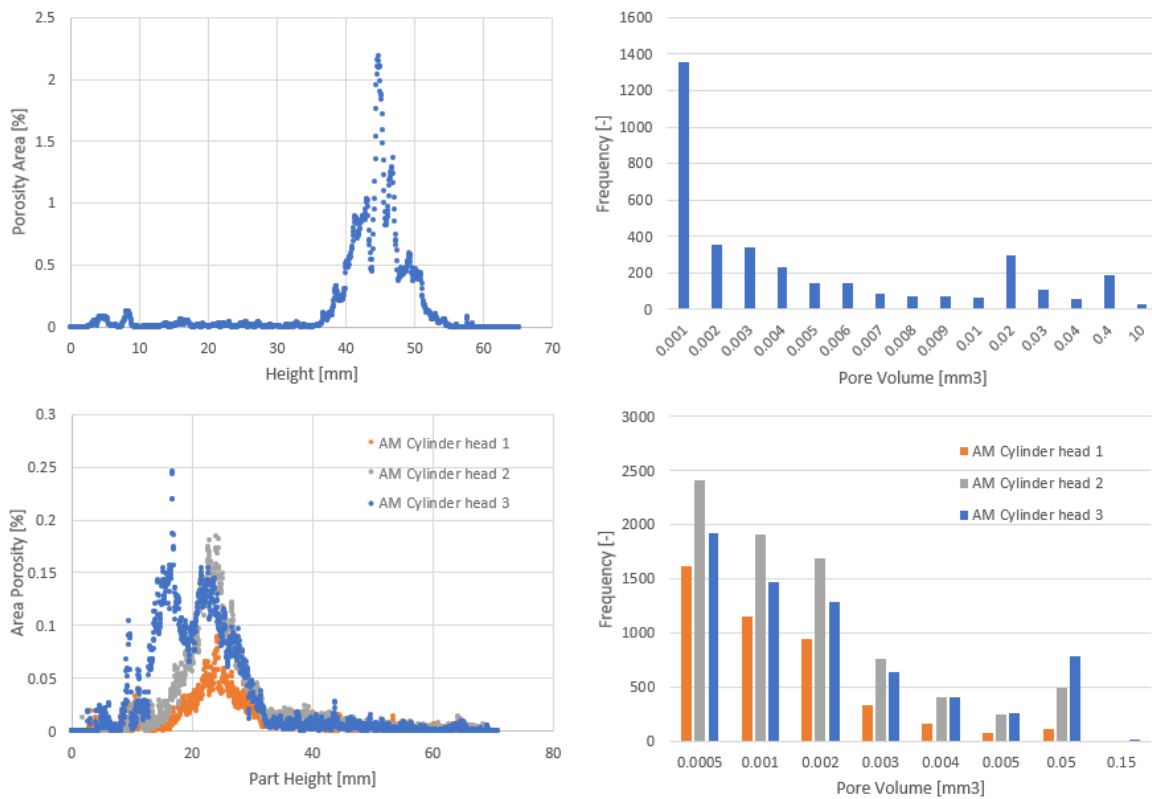 2.5
2
1.5
1
0.5
0
Porosity Area [%]
0 10 20 30 40 50 60 70
Height [mm]
1600
1400
1200
1000
800
600
400
200
0
Frequency [-]
0.001 0.002 0.003 0.004 0.005 0.006 0.007 0.008 0.009 0.01 0.02 0.03 0.04 0.4 10
Pore Volume [mm3]
0.3
0.25
0.2
0.15
0.1
0.05
0
Area Porosity [%]
AM Cylinder head 1
AM Cylinder head 2
AM Cylinder head 3
0 20 40 60 80
Part Height [mm]
3000
2500
2000
1500
1000
500
0
Frequency [-]
AM Cylinder head 1
AM Cylinder head 2
AM Cylinder head 3
0.0005 0.001 0.002 0.003 0.004 0.005 0.05 0.15
Pore Volume [mm3]